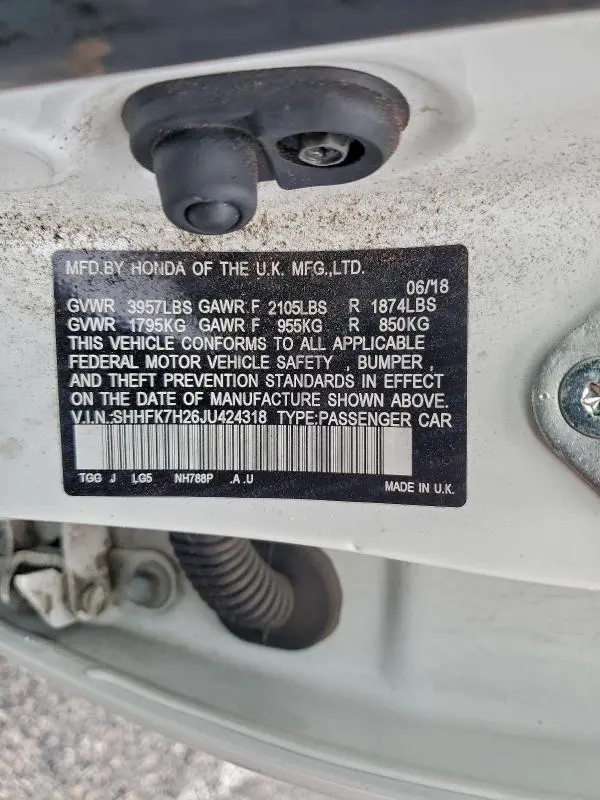 MFD.BY HONDA OF THE U.K. MFG.,LTD.
06/18
GVWR 3957LBS GAWR F 2105LBS R 1874LBS
GVWR 1795KG GAWR F 955KG R 850KG
THIS VEHICLE CONFORMS TO ALL APPLICABLE
FEDERAL MOTOR VEHICLE SAFETY , BUMPER ,
AND THEFT PREVENTION STANDARDS IN EFFECT
ON THE DATE OF MANUFACTURE SHOWN ABOVE.
V.I.N.:SHHFK7H26JU424318 TYPE:PASSENGER CAR
TGG J LG5 NH788P .A .U
MADE IN U.K.